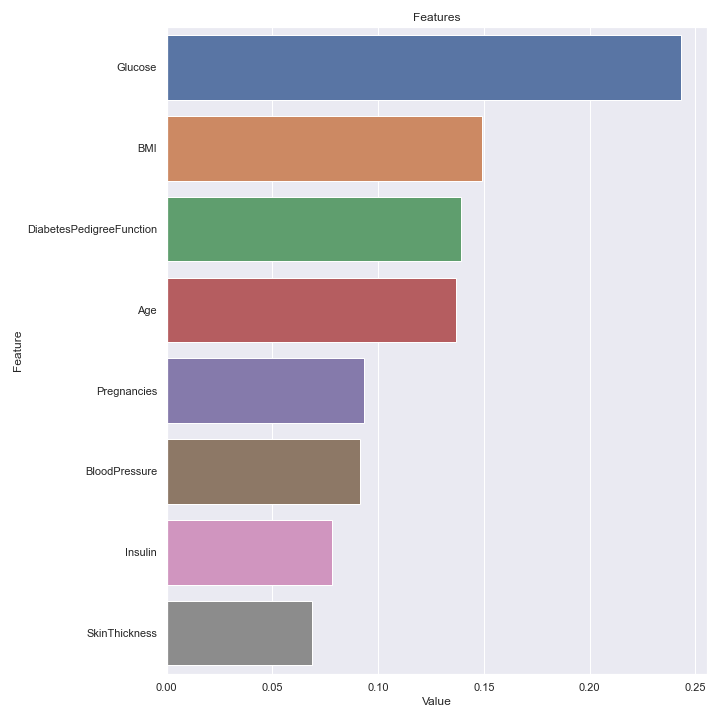 Features
Glucose
BMI
DiabetesPedigreeFunction
Age
Feature
Pregnancies
BloodPressure
Insulin
SkinThickness
0.00 0.05 0.10 0.15 0.20 0.25
Value